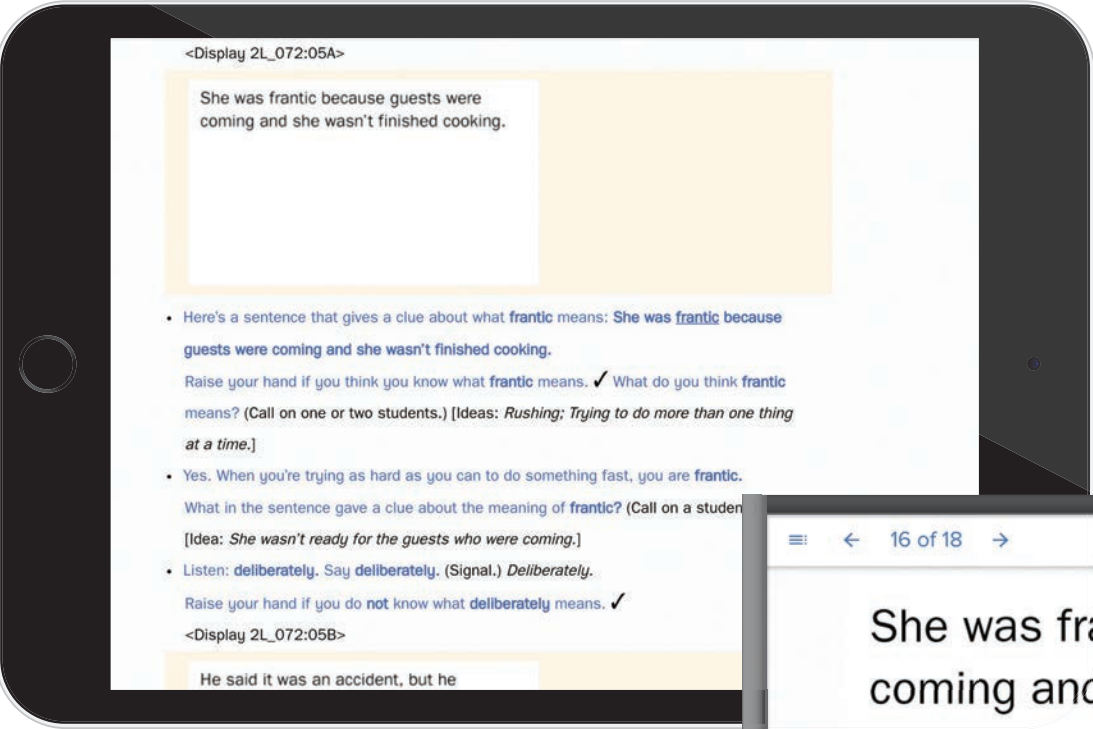 <Display 2L_072:05A>
She was frantic because guests were
coming and she wasn't finished cooking.
• Here's a sentence that gives a clue about what frantic means: She was frantic because
guests were coming and she wasn't finished cooking.
Raise your hand if you think you know what frantic means. ✓ What do you think frantic
means? (Call on one or two students.) [Ideas: Rushing; Trying to do more than one thing
at a time.]
• Yes. When you're trying as hard as you can to do something fast, you are frantic.
What in the sentence gave a clue about the meaning of frantic? (Call on a studen
[Idea: She wasn't ready for the guests who were coming.]
• Listen: deliberately. Say deliberately. (Signal.) Deliberately.
Raise your hand if you do not know what deliberately means. ✓
<Display 2L_072:05B>
He said it was an accident, but he
16 of 18
She was fra
coming and